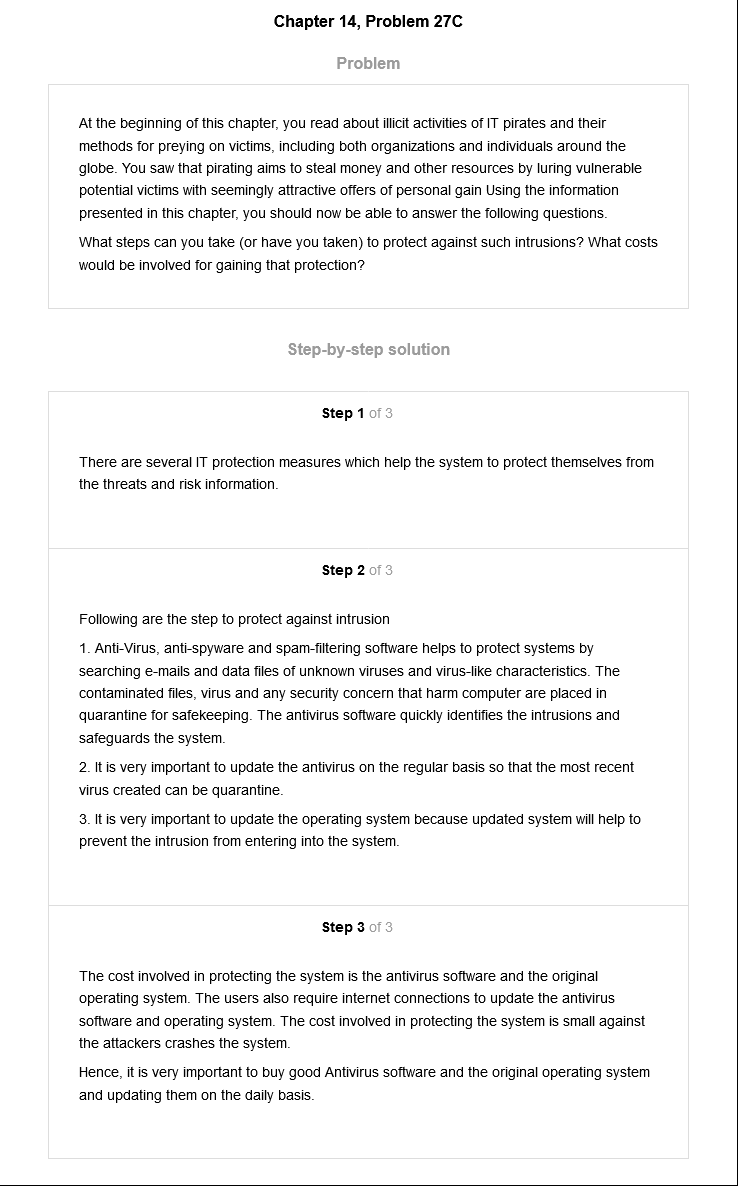 Chapter 14, Problem 27C
Problem
At the beginning of this chapter, you read about illicit activities of IT pirates and their
methods for preying on victims, including both organizations and individuals around the
globe. You saw that pirating aims to steal money and other resources by luring vulnerable
potential victims with seemingly attractive offers of personal gain Using the information
presented in this chapter, you should now be able to answer the following questions.
What steps can you take (or have you taken) to protect against such intrusions? What costs
would be involved for gaining that protection?
Step-by-step solution
Step 1 of 3
There are several IT protection measures which help the system to protect themselves from
the threats and risk information.
Step 2 of 3
Following are the step to protect against intrusion
1. Anti-Virus, anti-spyware and spam-filtering software helps to protect systems by
searching e-mails and data files of unknown viruses and virus-like characteristics. The
contaminated files, virus and any security concern that harm computer are placed in
quarantine for safekeeping. The antivirus software quickly identifies the intrusions and
safeguards the system.
2. It is very important to update the antivirus on the regular basis so that the most recent
virus created can be quarantine.
3. It is very important to update the operating system because updated system will help to
prevent the intrusion from entering into the system.
Step 3 of 3
The cost involved in protecting the system is the antivirus software and the original
operating system. The users also require internet connections to update the antivirus
software and operating system. The cost involved in protecting the system is small against
the attackers crashes the system.
Hence, it is very important to buy good Antivirus software and the original operating system
and updating them on the daily basis.